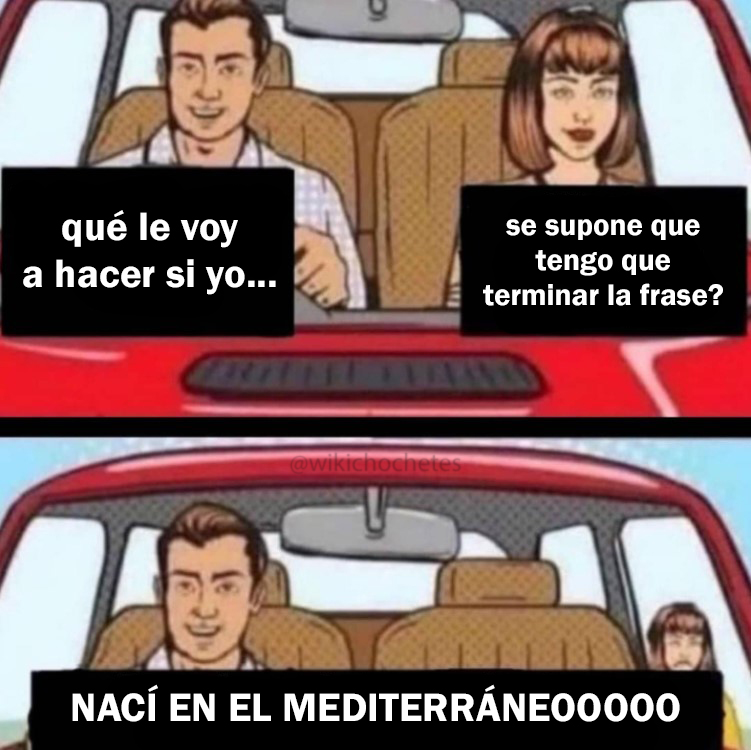 qué le voy
a hacer si yo...
se supone que
tengo que
terminar la frase?
@wikichochetes
NACÍ EN EL MEDITERRÁNEOOOOO